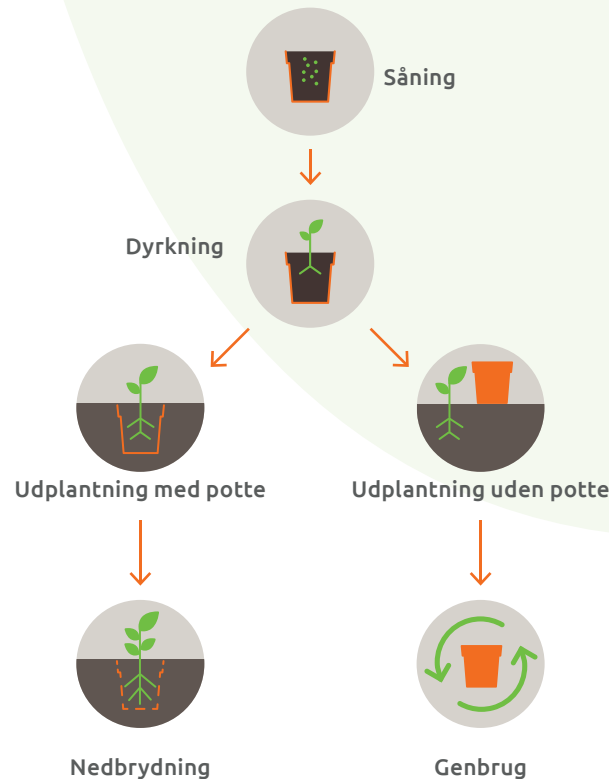 Såning
Dyrkning
Udplantning med potte
Udplantning uden potte
Nedbrydning
Genbrug